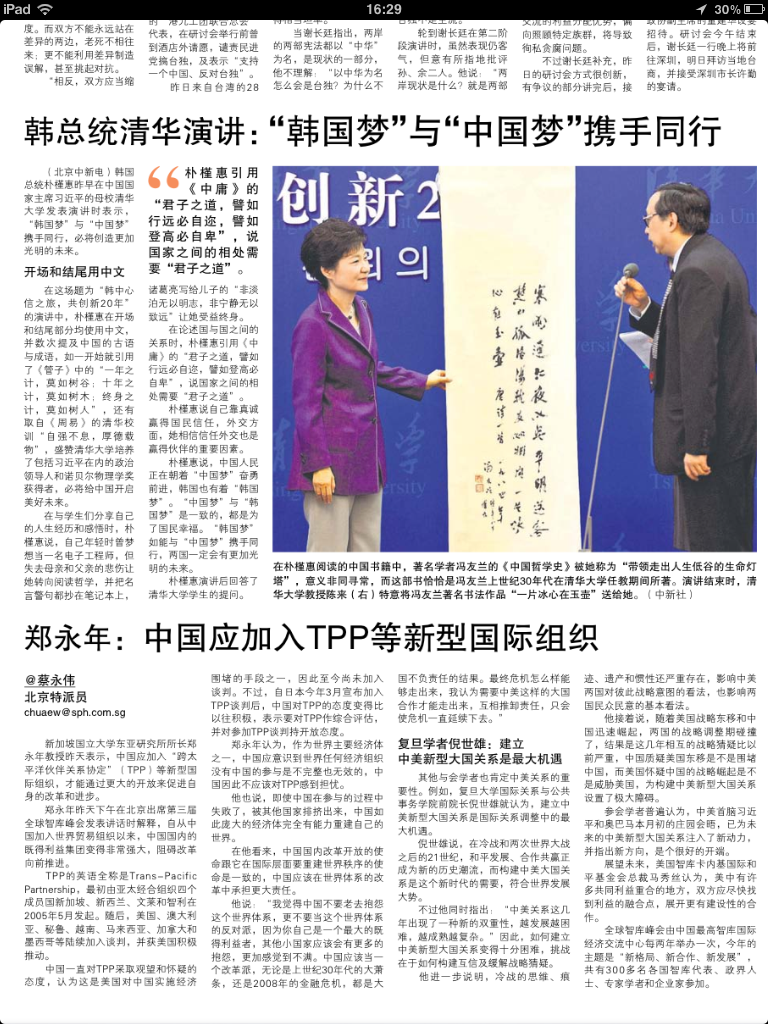 iPad
16:29
30%
度。而双方不能永远站在
差异的两边,老死不相往
来;更不能利用差异制造
误解,甚至挑起对抗。
“相反,双方应当缩
代表,在研讨会举行前曾
到酒店外请愿,谴责民进
党搞台独,及表示“支持
一个中国、反对台独”。
昨日来自台湾的28
当谢长廷指出,两岸
的两部宪法都以“中华”
为名,是现状的一部分,
他不理解:“以中华为名
怎么会是台独?为什么不
轮到谢长廷在第二阶
段演讲时,虽然表现仍客
气,但意有所指地批评
孙、余二人。他说:“两
岸现状是什么?就是两部
交流的利益分配优势,偏
向照顾特定族群,将导致
徇私贪腐问题。
不过谢长廷补充,昨
日的研讨会方式很创新,
有争议的部分讲完后,接
招待。研讨会今年结束
后,谢长廷一行晚上将前
往深圳,明日拜访当地台
商,并接受深圳市长许勤
的宴请。
韩总统清华演讲:“韩国梦”与“中国梦”携手同行
(北京中新电)韩国
总统朴槿惠昨早在中国国
家主席习近平的母校清华
大学发表演讲时表示,
“韩国梦”与“中国梦”
携手同行,必将创造更加
光明的未来。
开场和结尾用中文
在这场题为“韩中心
信之旅,共创新20年”
的演讲中,朴槿惠在开场
和结尾部分均使用中文,
并数次提及中国的古语
与成语,如一开始就引用
了《管子》中的“一年之
计,莫如树谷;十年之
计,莫如树木;终身之
计,莫如树人”,还有
取自《周易》的清华校
训“自强不息,厚德载
物”,盛赞清华大学培养
了包括习近平在内的政治
领导人和诺贝尔物理学奖
获得者,必将给中国开启
美好未来。
在与学生们分享自己
的人生经历和感悟时,朴
槿惠说,自己年轻时曾梦
想当一名电子工程师,但
失去母亲和父亲的悲伤让
她转向阅读哲学,并把名
言警句都抄在笔记本上,
朴槿惠引用
《中庸》的
“君子之道,譬如
行远必自迩,譬如
登高必自卑”,说
国家之间的相处需
要“君子之道”。
诸葛亮写给儿子的“非淡
泊无以明志,非宁静无以
致远”让她受益终身。
在论述国与国之间的
关系时,朴槿惠引用《中
庸》的“君子之道,譬如
行远必自迩,譬如登高必
自卑”,说国家之间的相
处需要“君子之道”。
朴槿惠说自己靠真诚
赢得国民信任,外交方
面,她相信信任外交也是
赢得伙伴的重要因素。
朴槿惠说,中国人民
正在朝着“中国梦”奋勇
前进,韩国也有着“韩国
梦”。“中国梦”与“韩
国梦”是一致的,都是为
了国民幸福。“韩国梦”
如能与“中国梦”携手同
行,两国一定会有更加光
明的未来。
朴槿惠演讲后回答了
清华大学学生的提问。
创新2
的议
寒雨连江夜入吴平明送客
楚山孤洛阳亲友如相问一片冰
心在玉壶
在朴槿惠阅读的中国书籍中,著名学者冯友兰的《中国哲学史》被她称为“带领走出人生低谷的生命灯
塔”,意义非同寻常,而这部书恰恰是冯友兰上世纪30年代在清华大学任教期间所著。演讲结束时,清
华大学教授陈来(右)特意将冯友兰著名书法作品“一片冰心在玉壶”送给她。(中新社)
郑永年:中国应加入TPP等新型国际组织
@蔡永伟
北京特派员
chuaew@sph.com.sg
新加坡国立大学东亚研究所所长郑
永年教授昨天表示,中国应加入“跨太
平洋伙伴关系协定”(TPP)等新型国
际组织,才能通过更大的开放来促进自
身的改革和进步。
郑永年昨天下午在北京出席第三届
全球智库峰会发表讲话时解释,自从中
国加入世界贸易组织以来,中国国内的
既得利益集团变得非常强大,阻碍改革
向前推进。
TPP的英语全称是Trans-Pacific
Partnership,最初由亚太经合组织四个
成员国新加坡、新西兰、文莱和智利在
2005年5月发起。随后,美国、澳大利
亚、秘鲁、越南、马来西亚、加拿大和
墨西哥等陆续加入谈判,并获美国积极
推动。
中国一直对TPP采取观望和怀疑的
态度,认为这是美国对中国实施经济
围堵的手段之一,因此至今尚未加入
谈判。不过,自日本今年3月宣布加入
TPP谈判后,中国对TPP的态度变得比
以往积极,表示要对TPP作综合评估,
并对参加TPP谈判持开放态度。
郑永年认为,作为世界主要经济体
之一,中国应意识到世界任何经济组织
没有中国的参与是不完整也无效的,中
国因此不应该对TPP感到担忧。
他也说,即使中国在参与的过程中
失败了,被其他国家排挤出来,中国如
此庞大的经济体完全有能力重建自己的
世界。
在他看来,中国国内改革开放的使
命跟它在国际层面要重建世界秩序的使
命是一致的,中国应该在世界体系的改
革中承担更大责任。
他说:“我觉得中国不要老去抱怨
这个世界体系,更不要当这个世界体系
的反对派,因为你自己是一个最大的既
得利益者,其他小国家应该会有更多的
抱怨,更加感觉到不满。中国应该当一
个改革派,无论是上世纪30年代的大萧
条,还是2008年的金融危机,都是大
国不负责任的结果。最终危机怎么样能
够走出来,我认为需要中美这样的大国
合作才能走出来,互相推卸责任,只会
使危机一直延续下去。”
复旦学者倪世雄:建立
中美新型大国关系是最大机遇
其他与会学者也肯定中美关系的重
要性。例如,复旦大学国际关系与公共
事务学院前院长倪世雄就认为,建立中
美新型大国关系是国际关系调整中的最
大机遇。
倪世雄说,在冷战和两次世界大战
之后的21世纪,和平发展、合作共赢正
成为新的历史潮流,而构建中美大国关
系是这个新时代的需要,符合世界发展
大势。
不过他同时指出:“中美关系这几
年出现了一种新的双重性,越发展越困
难,越成熟越复杂。”因此,如何建立
中美新型大国关系变得十分困难,挑战
在于如何构建互信及缓解战略猜疑。
他进一步说明,冷战的思维、痕
迹、遗产和惯性还严重存在,影响中美
两国对彼此战略意图的看法,也影响两
国民众民意的基本看法。
他接着说,随着美国战略东移和中
国迅速崛起,两国的战略调整期碰撞
了,结果这几年相互的战略猜疑比以
前严重,中国质疑美国东移是不是围堵
中国,而美国怀疑中国的战略崛起是不
是威胁美国,为构建中美新型大国关系
设置了极大障碍。
参会学者普遍认为,中美首脑习近
平和奥巴马本月初的庄园会晤,已为未
来的中美新型大国关系注入了新动力,
并指出新方向,是个很好的开端。
展望未来,美国智库卡内基国际和
平基金会总裁马秀丝认为,美中有许
多共同利益重合的地方,双方应尽快找
到利益的融合点,展开更有建设性的合
作。
全球智库峰会由中国最高智库国际
经济交流中心每两年举办一次,今年的
主题是“新格局、新合作、新发展”,
共有300多名各国智库代表、政界人
士、专家学者和企业家参加。